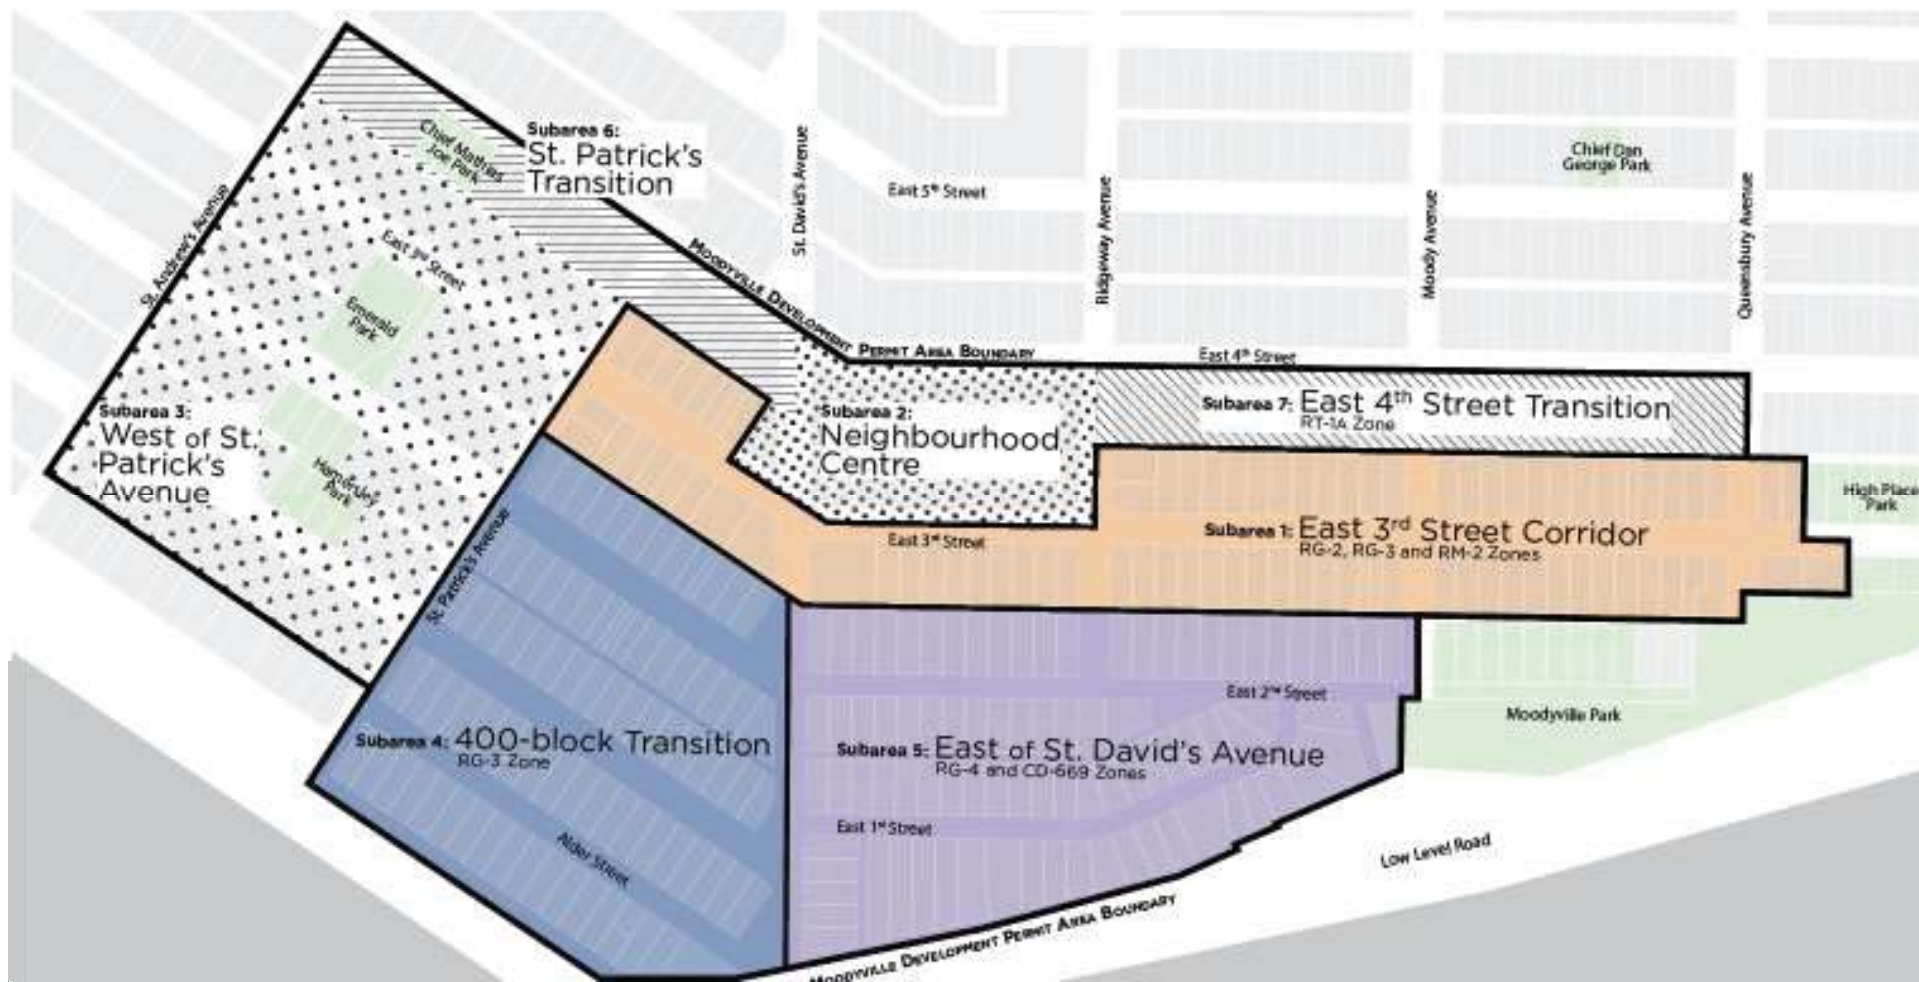 Subarea 6:
St. Patrick's
Transition
Chief Mathias
Joe Park
St. Andrew's Avenue
East 3rd Street
Emerald
Park
Subarea 3:
West of St.
Patrick's
Avenue
Hamersley
Park
St. Patrick's Avenue
St. David's Avenue
East 5th Street
Ridgeway Avenue
Moody Avenue
Chief Dan
George Park
Queensbury Avenue
MOODYVILLE DEVELOPMENT PERMIT AREA BOUNDARY
East 4th Street
Subarea 2:
Neighbourhood
Centre
Subarea 7: East 4th Street Transition
RT-1A Zone
High Place
Park
East 3rd Street
Subarea 1: East 3rd Street Corridor
RG-2, RG-3 and RM-2 Zones
East 2nd Street
Moodyville Park
Subarea 4: 400-block Transition
RG-3 Zone
Subarea 5: East of St. David's Avenue
RG-4 and CD-669 Zones
East 1st Street
Alder Street
Low Level Road
MOODYVILLE DEVELOPMENT PERMIT AREA BOUNDARY